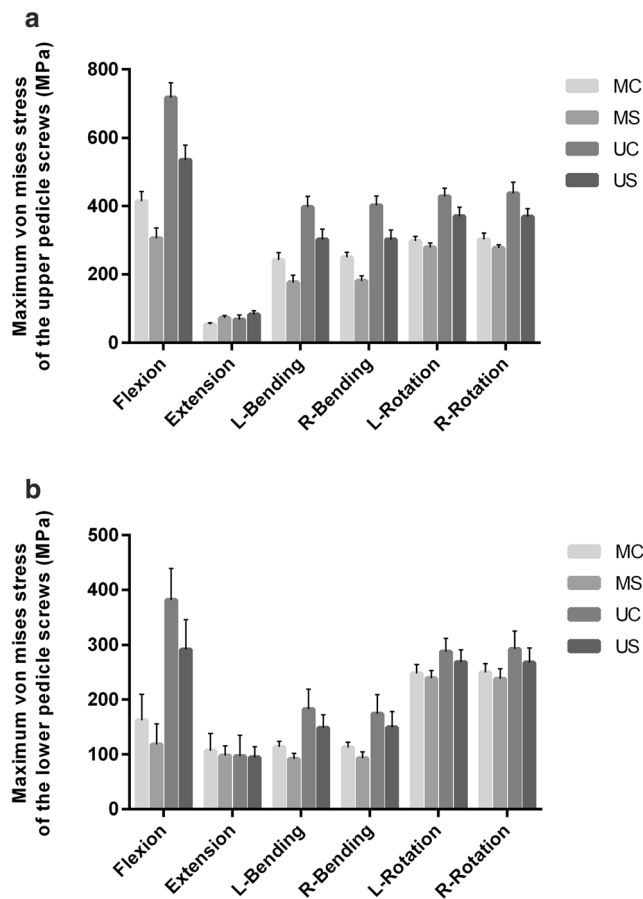 a
Maximum von mises stress
of the upper pedicle screws (MPa)
800
600
400
200
0
Flexion
Extension
L-Bending
R-Bending
L-Rotation
R-Rotation
MC
MS
UC
US
b
Maximum von mises stress
of the lower pedicle screws (MPa)
500
400
300
200
100
0
Flexion
Extension
L-Bending
R-Bending
L-Rotation
R-Rotation
MC
MS
UC
US